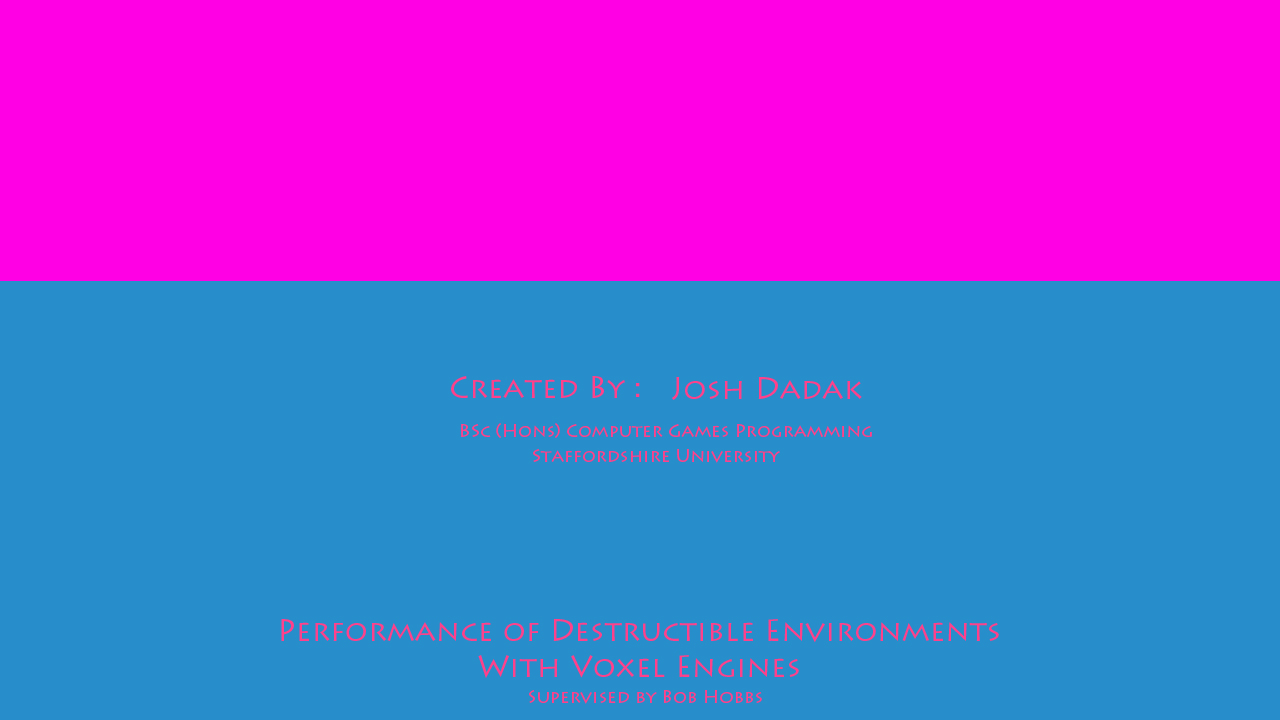 Created By : Josh Dadak
BSc (Hons) Computer Games Programming
Staffordshire University
Performance of Destructible Environments
With Voxel Engines
Supervised by Bob Hobbs